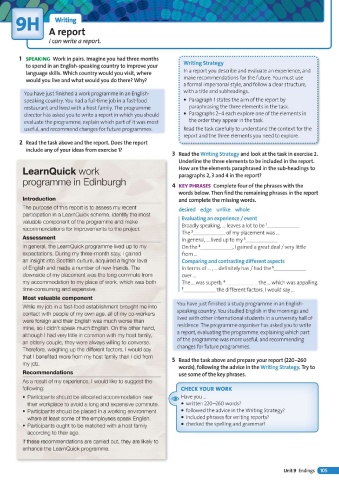 9H
Writing
A report
I can write a report.
1 SPEAKING Work in pairs. Imagine you had three months
to spend in an English-speaking country to improve your
language skills. Which country would you visit, where
would you live and what would you do there? Why?
You have just finished a work programme in an English-
speaking country. You had a full-time job in a fast-food
restaurant and lived with a host family. The programme
director has asked you to write a report in which you should
evaluate the programme, explain which part of it was most
useful, and recommend changes for future programmes.
2 Read the task above and the report. Does the report
include any of your ideas from exercise 1?
LearnQuick work
programme in Edinburgh
Introduction
The purpose of this report is to assess my recent
participation in a LearnQuick scheme, identify the most
valuable component of the programme and make
recommendations for improvements to the project.
Assessment
In general, the LearnQuick programme lived up to my
expectations. During my three-month stay, I gained
an insight into Scottish culture, acquired a higher level
of English and made a number of new friends. The
downside of my placement was the long commute from
my accommodation to my place of work, which was both
time-consuming and expensive.
Most valuable component
While my job in a fast-food establishment brought me into
contact with people of my own age, all of my co-workers
were foreign and their English was much worse than
mine, so I didn't speak much English. On the other hand,
although I had very little in common with my host family,
an elderly couple, they were always willing to converse.
Therefore, weighing up the different factors, I would say
that I benefited more from my host family than I did from
my job.
Recommendations
As a result of my experience, I would like to suggest the
following:
• Participants should be allocated accommodation near
their workplace to avoid a long and expensive commute.
• Participants should be placed in a working environment
where at least some of the employees speak English.
• Participants ought to be matched with a host family
according to their age.
If these recommendations are carried out, they are likely to
enhance the LearnQuick programme.
Writing Strategy
In a report you describe and evaluate an experience, and
make recommendations for the future. You must use
a formal impersonal style, and follow a clear structure,
with a title and subheadings.
• Paragraph 1 states the aim of the report by
paraphrasing the three elements in the task.
• Paragraphs 2–4 each explore one of the elements in
the order they appear in the task.
Read the task carefully to understand the context for the
report and the three elements you need to explore.
3 Read the Writing Strategy and look at the task in exercise 2.
Underline the three elements to be included in the report.
How are the elements paraphrased in the sub-headings to
paragraphs 2, 3 and 4 in the report?
4 KEY PHRASES Complete four of the phrases with the
words below. Then find the remaining phrases in the report
and complete the missing words.
desired edge unlike whole
Evaluating an experience / event
Broadly speaking, … leaves a lot to be 1
The 2 of my placement was …
In general, … lived up to my 3
On the 4 , I gained a great deal / very little
from …
Comparing and contrasting different aspects
In terms of … , … definitely has / had the 5
over …
The … was superb, 6 the … which was appalling.
7 the different factors, I would say …
You have just finished a study programme in an English-
speaking country. You studied English in the mornings and
lived with other international students in a university hall of
residence. The programme organiser has asked you to write
a report, evaluating the programme, explaining which part
of the programme was most useful, and recommending
changes for future programmes.
5 Read the task above and prepare your report (220–260
words), following the advice in the Writing Strategy. Try to
use some of the key phrases.
CHECK YOUR WORK
Have you …
• written 220–260 words?
• followed the advice in the Writing Strategy?
• included phrases for writing reports?
• checked the spelling and grammar?
Unit 9 Endings 103